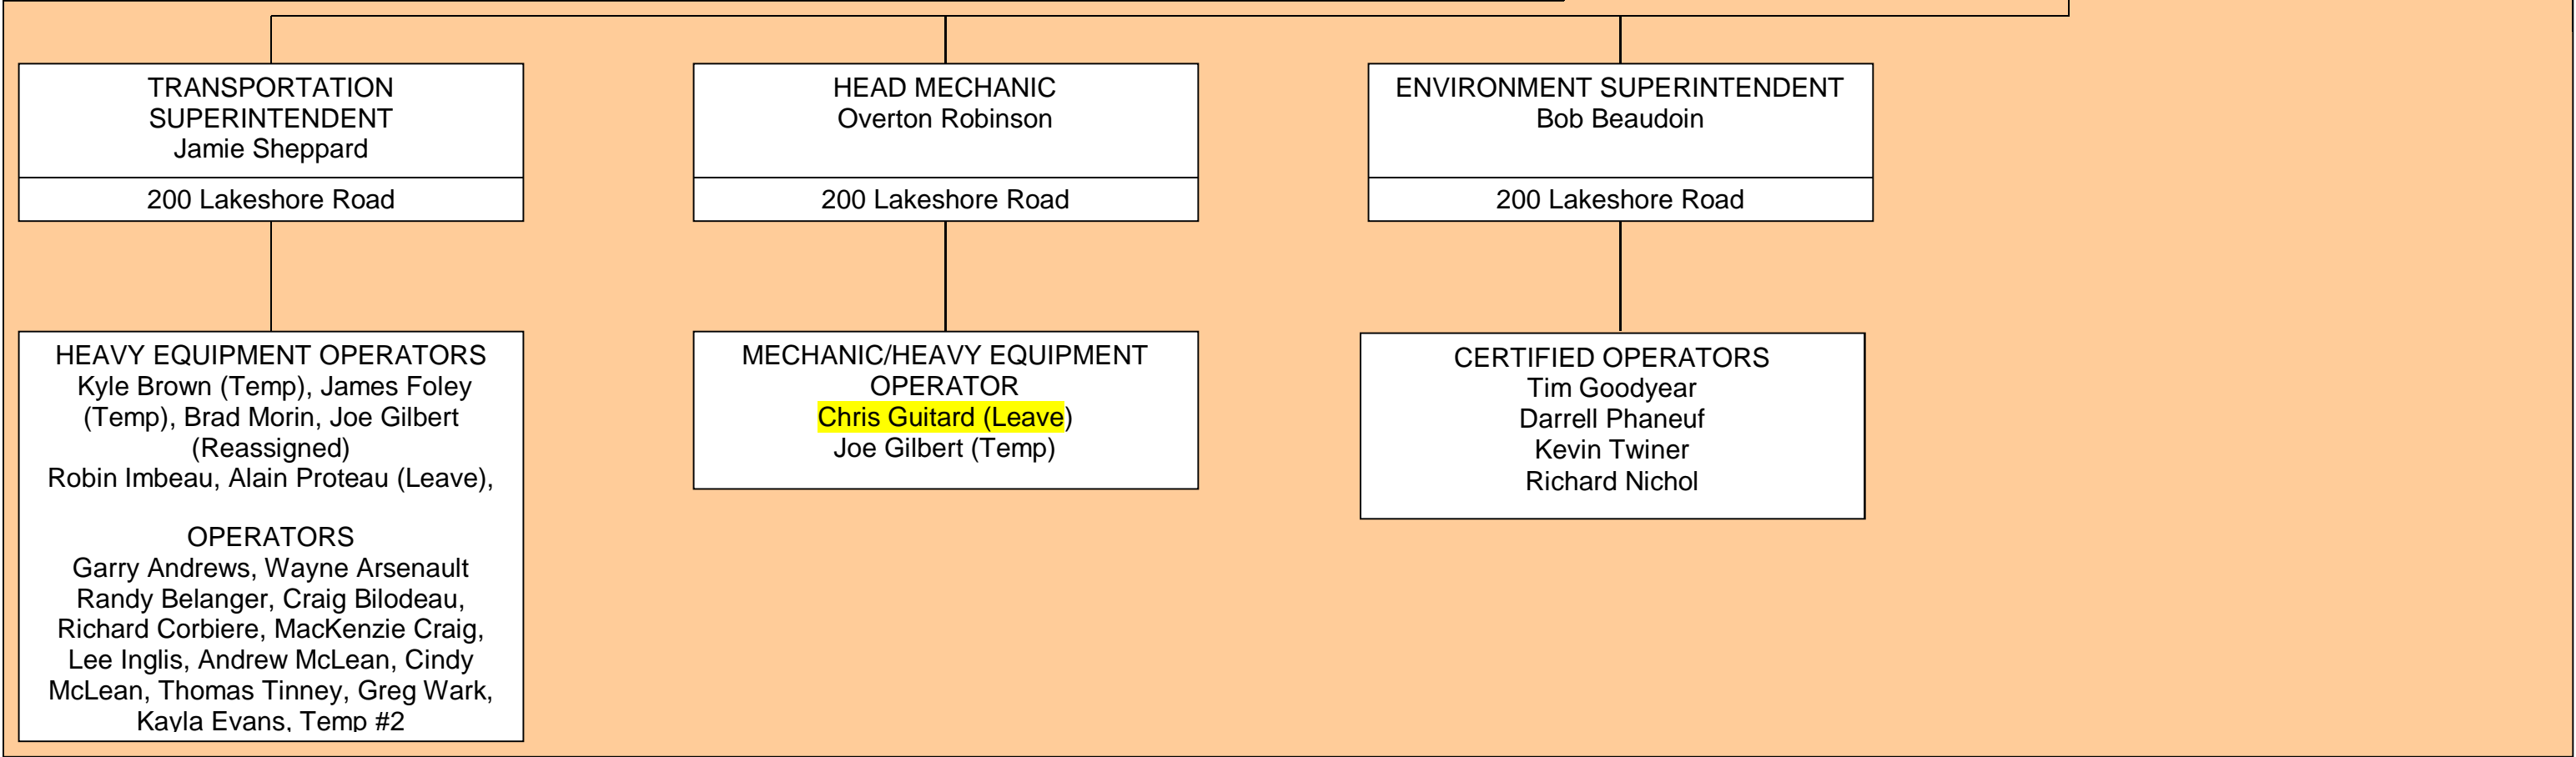 TRANSPORTATION
SUPERINTENDENT
Jamie Sheppard
200 Lakeshore Road
HEAD MECHANIC
Overton Robinson
200 Lakeshore Road
ENVIRONMENT SUPERINTENDENT
Bob Beaudoin
200 Lakeshore Road
HEAVY EQUIPMENT OPERATORS
Kyle Brown (Temp), James Foley
(Temp), Brad Morin, Joe Gilbert
(Reassigned)
Robin Imbeau, Alain Proteau (Leave),
OPERATORS
Garry Andrews, Wayne Arsenault
Randy Belanger, Craig Bilodeau,
Richard Corbiere, MacKenzie Craig,
Lee Inglis, Andrew McLean, Cindy
McLean, Thomas Tinney, Greg Wark,
Kayla Evans, Temp #2
MECHANIC/HEAVY EQUIPMENT
OPERATOR
Chris Guitard (Leave)
Joe Gilbert (Temp)
CERTIFIED OPERATORS
Tim Goodyear
Darrell Phaneuf
Kevin Twiner
Richard Nichol